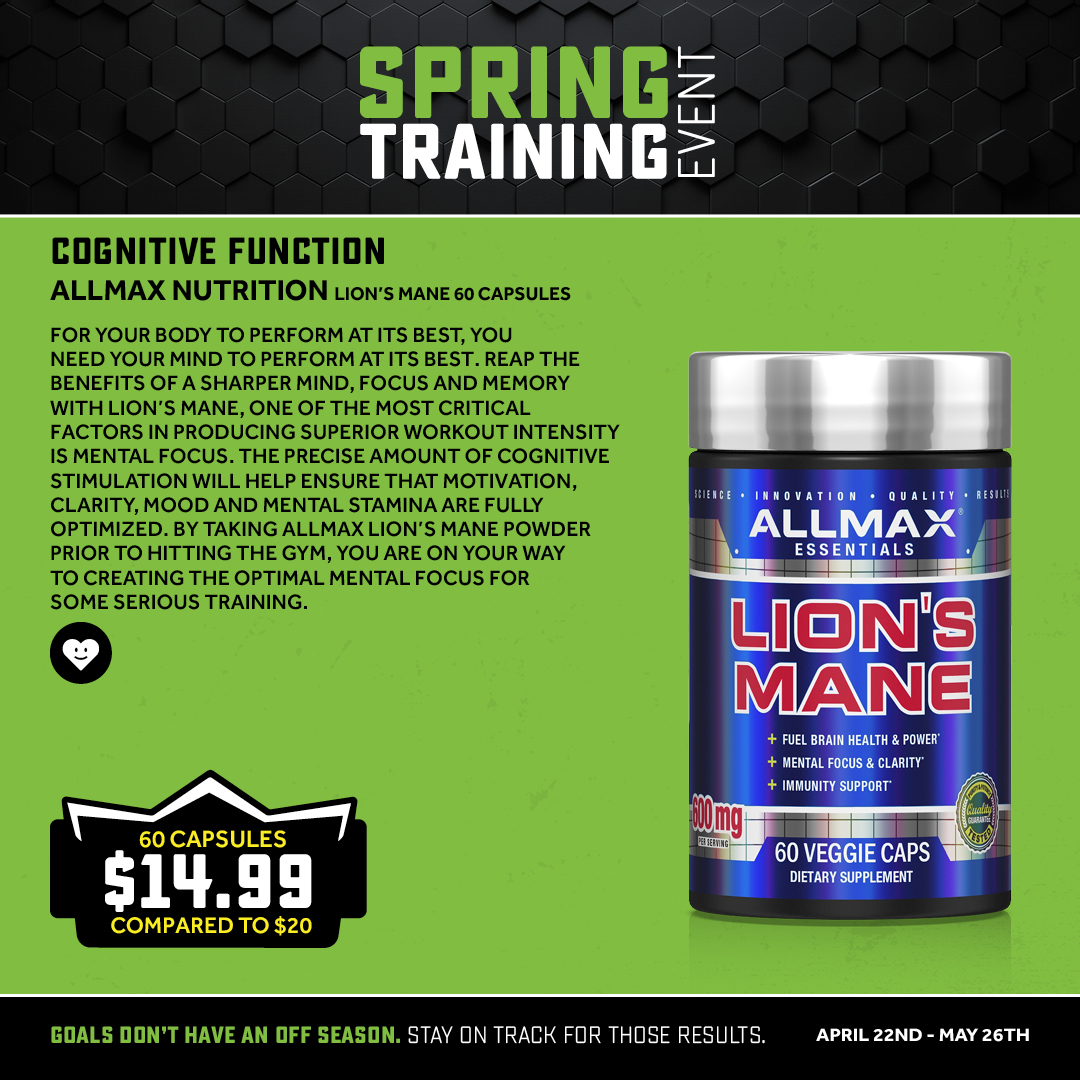 SPRING
TRAINING
EVENT
COGNITIVE FUNCTION
ALLMAX NUTRITION LION'S MANE 60 CAPSULES
FOR YOUR BODY TO PERFORM AT ITS BEST, YOU
NEED YOUR MIND TO PERFORM AT ITS BEST. REAP THE
BENEFITS OF A SHARPER MIND, FOCUS AND MEMORY
WITH LION'S MANE, ONE OF THE MOST CRITICAL
FACTORS IN PRODUCING SUPERIOR WORKOUT INTENSITY
IS MENTAL FOCUS. THE PRECISE AMOUNT OF COGNITIVE
STIMULATION WILL HELP ENSURE THAT MOTIVATION,
CLARITY, MOOD AND MENTAL STAMINA ARE FULLY
OPTIMIZED. BY TAKING ALLMAX LION'S MANE POWDER
PRIOR TO HITTING THE GYM, YOU ARE ON YOUR WAY
TO CREATING THE OPTIMAL MENTAL FOCUS FOR
SOME SERIOUS TRAINING.
60 CAPSULES
$14.99
COMPARED TO $20
SCIENCE • INNOVATION • QUALITY • RESULTS
ALLMAX®
ESSENTIALS
LION'S
MANE
+ FUEL BRAIN HEALTH & POWER*
+ MENTAL FOCUS & CLARITY*
+ IMMUNITY SUPPORT*
600 mg
PER SERVING
Quality
GUARANTEE
TESTED
60 VEGGIE CAPS
DIETARY SUPPLEMENT
GOALS DON'T HAVE AN OFF SEASON. STAY ON TRACK FOR THOSE RESULTS.
APRIL 22ND - MAY 26TH